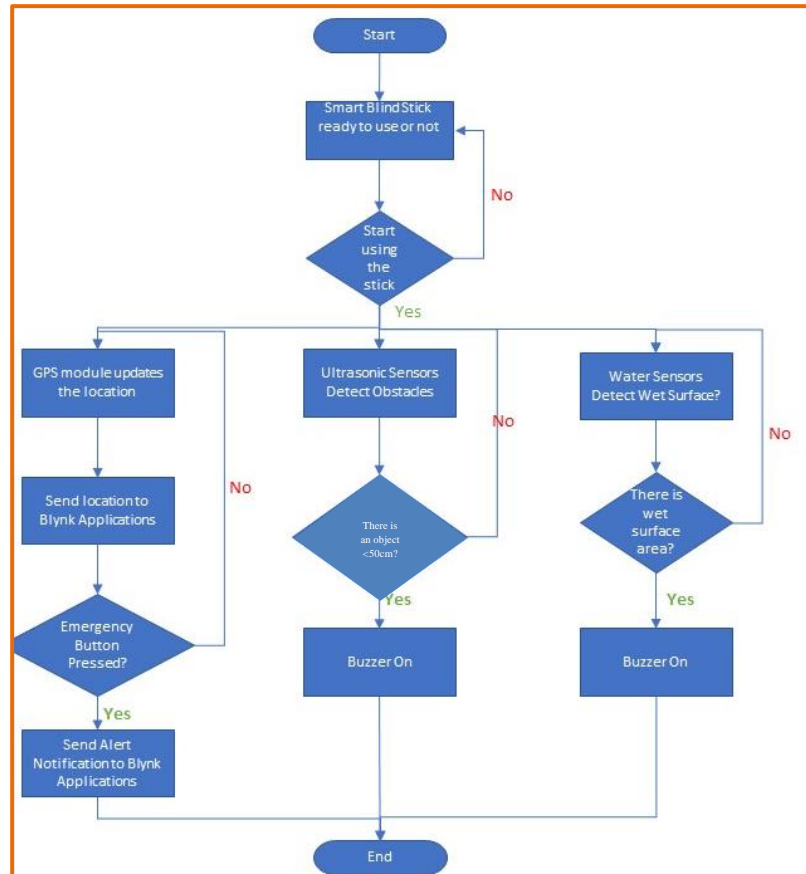 Start
Smart Blind Stick
ready to use or not
No
Start
using
the
stick
Yes
GPS module updates
the location
Ultrasonic Sensors
Detect Obstacles
Water Sensors
Detect Wet Surface?
No
No
No
Send location to
Blynk Applications
There is
an object
<50cm?
There is
wet
surface
area?
Yes
Yes
Emergency
Button
Pressed?
Buzzer On
Buzzer On
Yes
Send Alert
Notification to Blynk
Applications
End